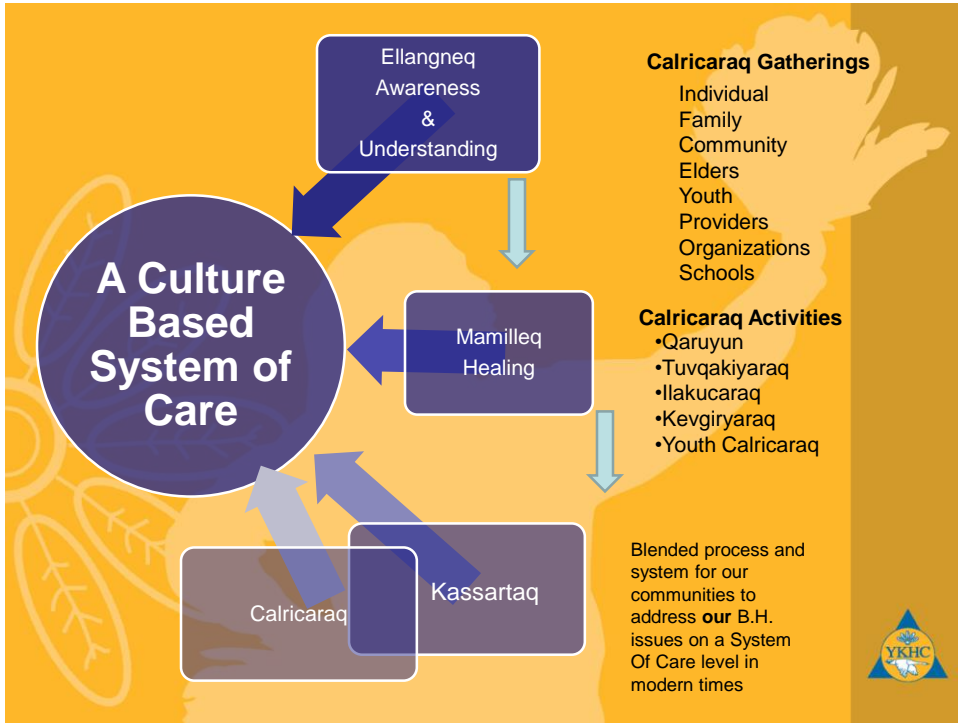 Ellangneq
Awareness
&
Understanding
A Culture
Based
System of
Care
Mamilleq
Healing
Kassartaq
Calricaraq
Calricaraq Gatherings
Individual
Family
Community
Elders
Youth
Providers
Organizations
Schools
Calricaraq Activities
•Qaruyun
•Tuvqakiyaraq
•Ilakucaraq
•Kevgiryaraq
•Youth Calricaraq
Blended process and
system for our
communities to
address our B.H.
issues on a System
Of Care level in
modern times
YKHC